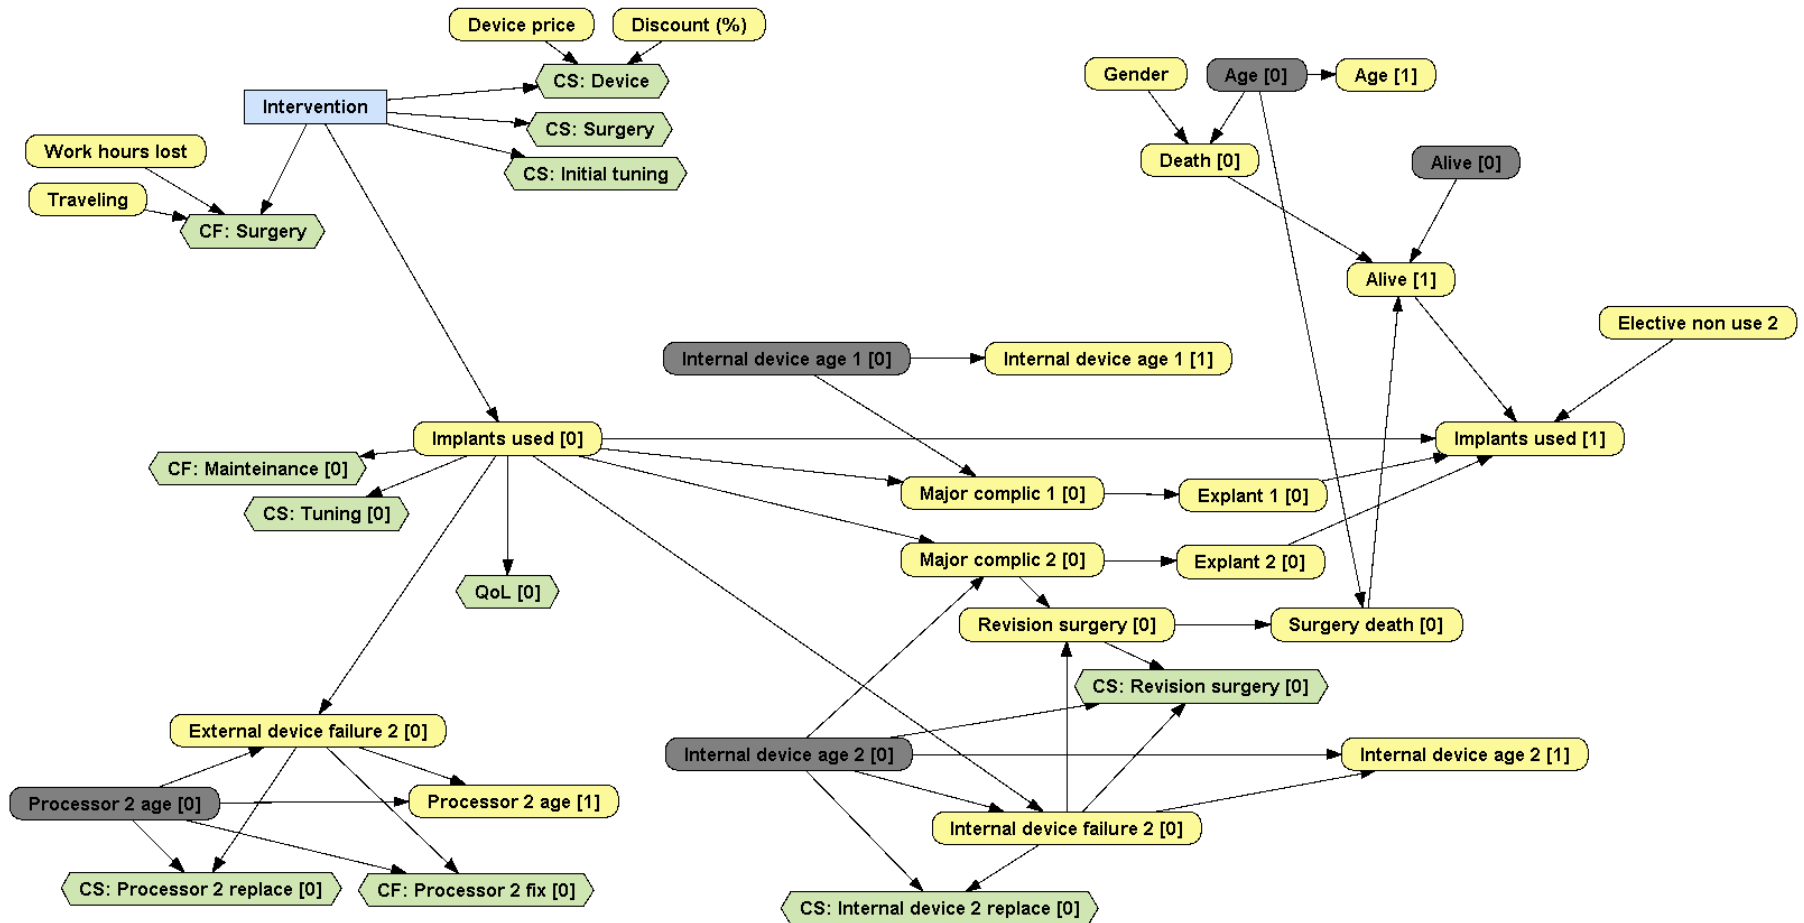 Device price
Discount (%)
CS: Device
Gender
Age [0]
Age [1]
Intervention
CS: Surgery
Work hours lost
Death [0]
Alive [0]
CS: Initial tuning
Traveling
CF: Surgery
Alive [1]
Elective non use 2
Internal device age 1 [0]
Internal device age 1 [1]
Implants used [0]
Implants used [1]
CF: Mainteinance [0]
Major complic 1 [0]
Explant 1 [0]
CS: Tuning [0]
Major complic 2 [0]
Explant 2 [0]
QoL [0]
Revision surgery [0]
Surgery death [0]
CS: Revision surgery [0]
External device failure 2 [0]
Internal device age 2 [0]
Internal device age 2 [1]
Processor 2 age [0]
Processor 2 age [1]
Internal device failure 2 [0]
CS: Processor 2 replace [0]
CF: Processor 2 fix [0]
CS: Internal device 2 replace [0]